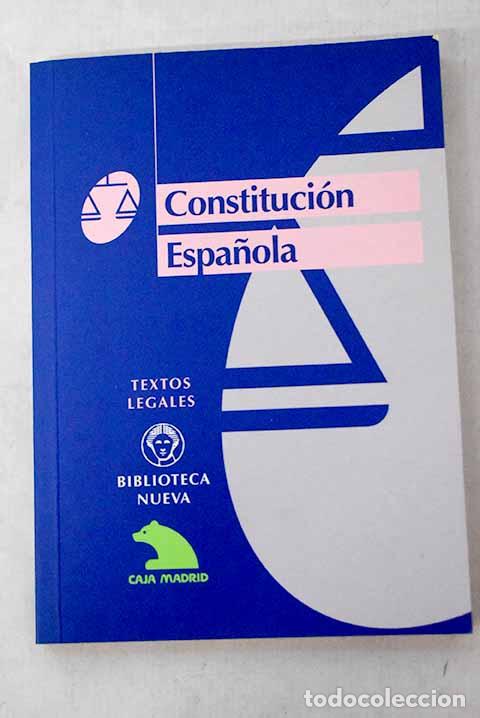 Constitución
Española
TEXTOS
LEGALES
BIBLIOTECA
NUEVA
CAJA MADRID
todocoleccion